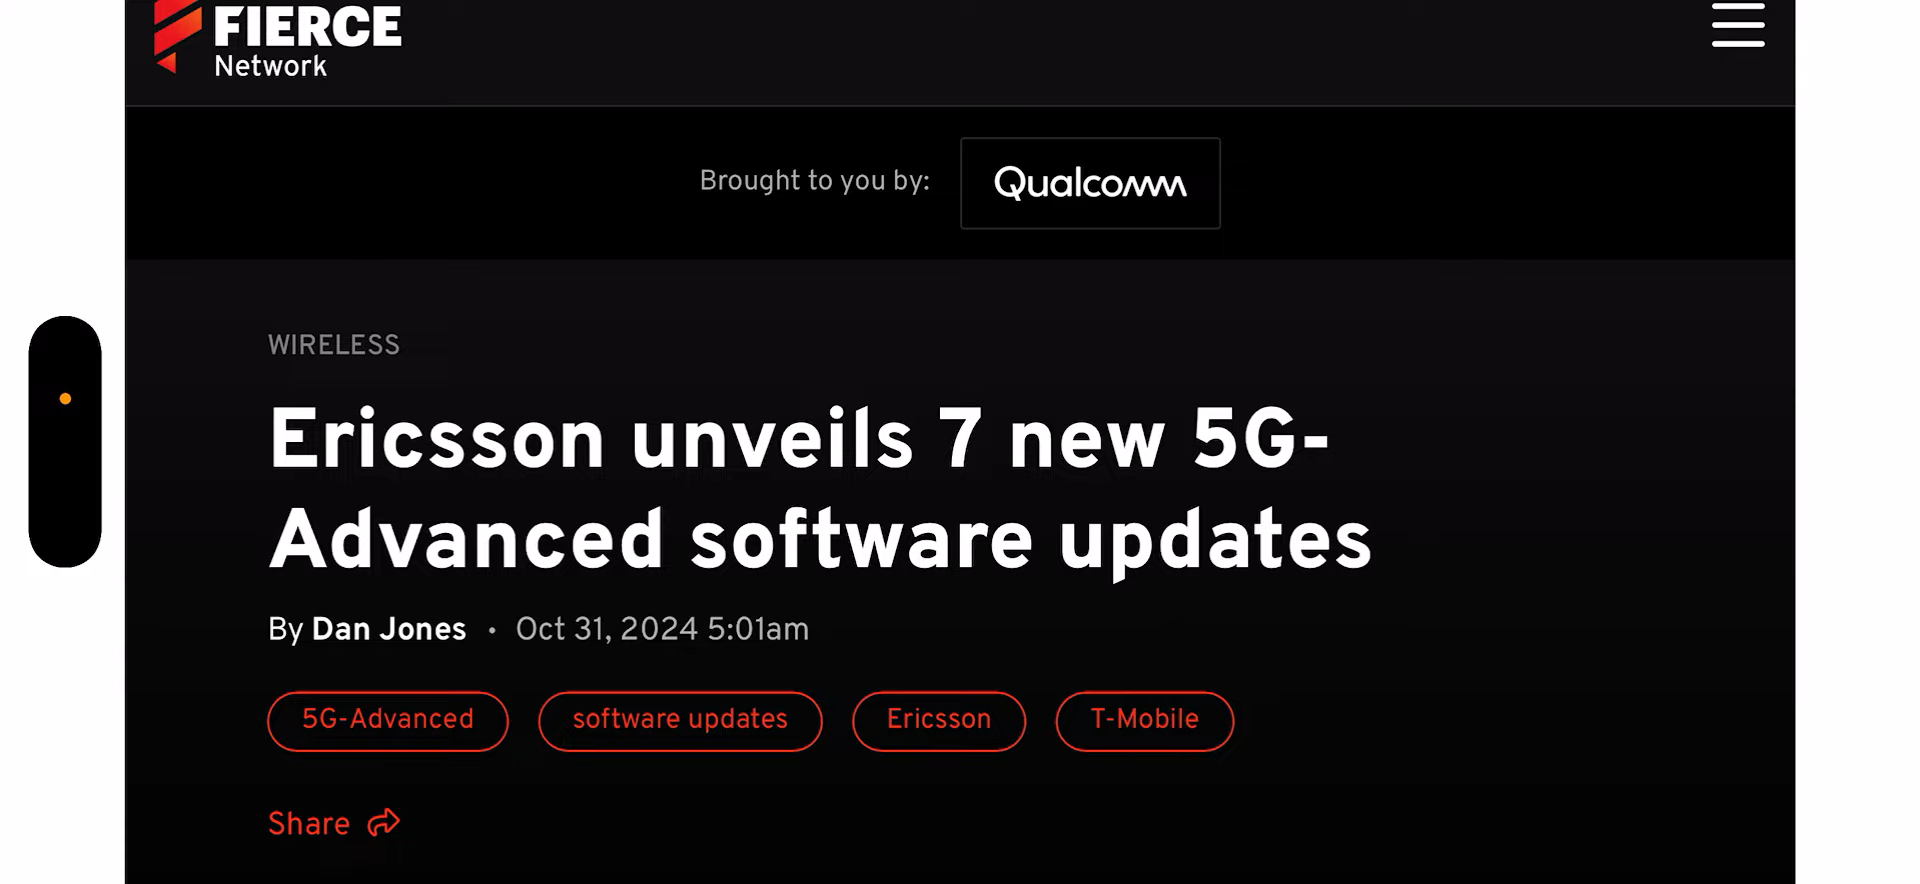 FIERCE
Network
Brought to you by:
Qualcomm
WIRELESS
Ericsson unveils 7 new 5G-
Advanced software updates
By Dan Jones • Oct 31, 2024 5:01am
5G-Advanced
software updates
Ericsson
T-Mobile
Share